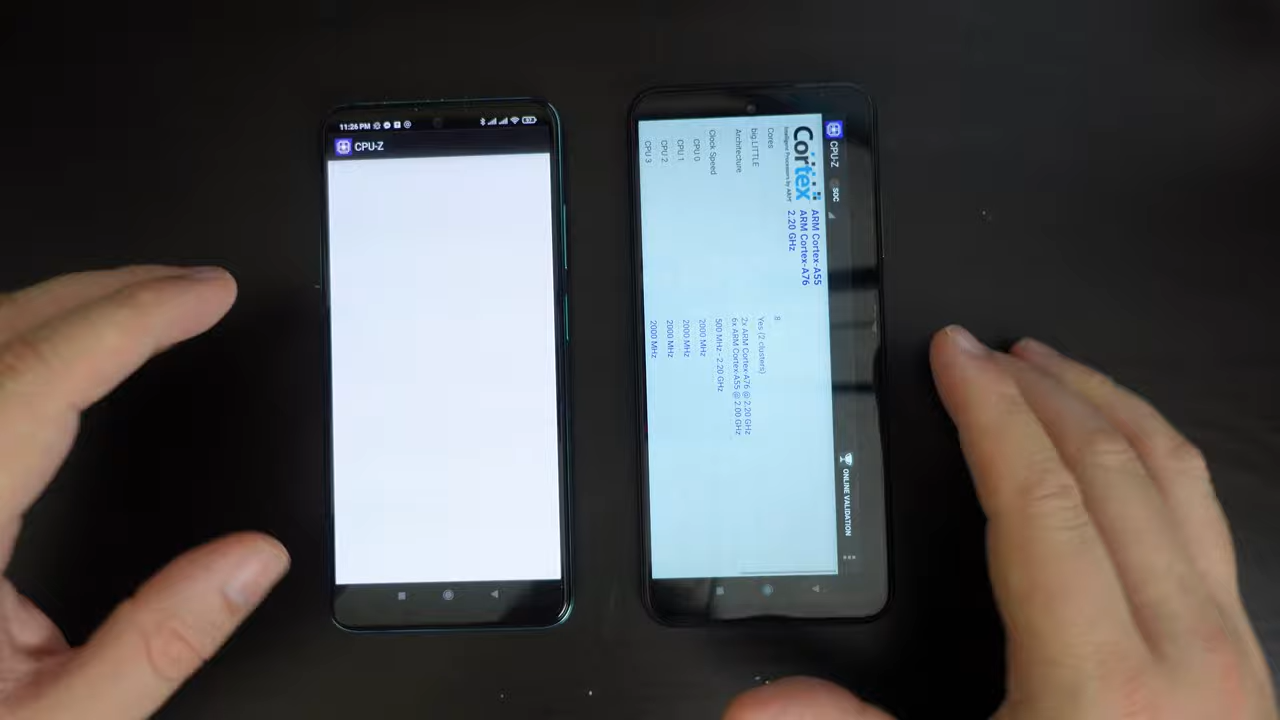 11:26 PM
CPU-Z
CPU-Z
SOC
ONLINE VALIDATION
Cortex
Intelligent Processors by ARM
ARM Cortex-A55
ARM Cortex-A76
2.20 GHz
Cores 8
big.LITTLE Yes (2 clusters)
Architecture 2x ARM Cortex-A76 @ 2.20 GHz
6x ARM Cortex-A55 @ 2.00 GHz
Clock Speed 500 MHz - 2.20 GHz
CPU 0 2000 MHz
CPU 1 2000 MHz
CPU 2 2000 MHz
CPU 3 2000 MHz